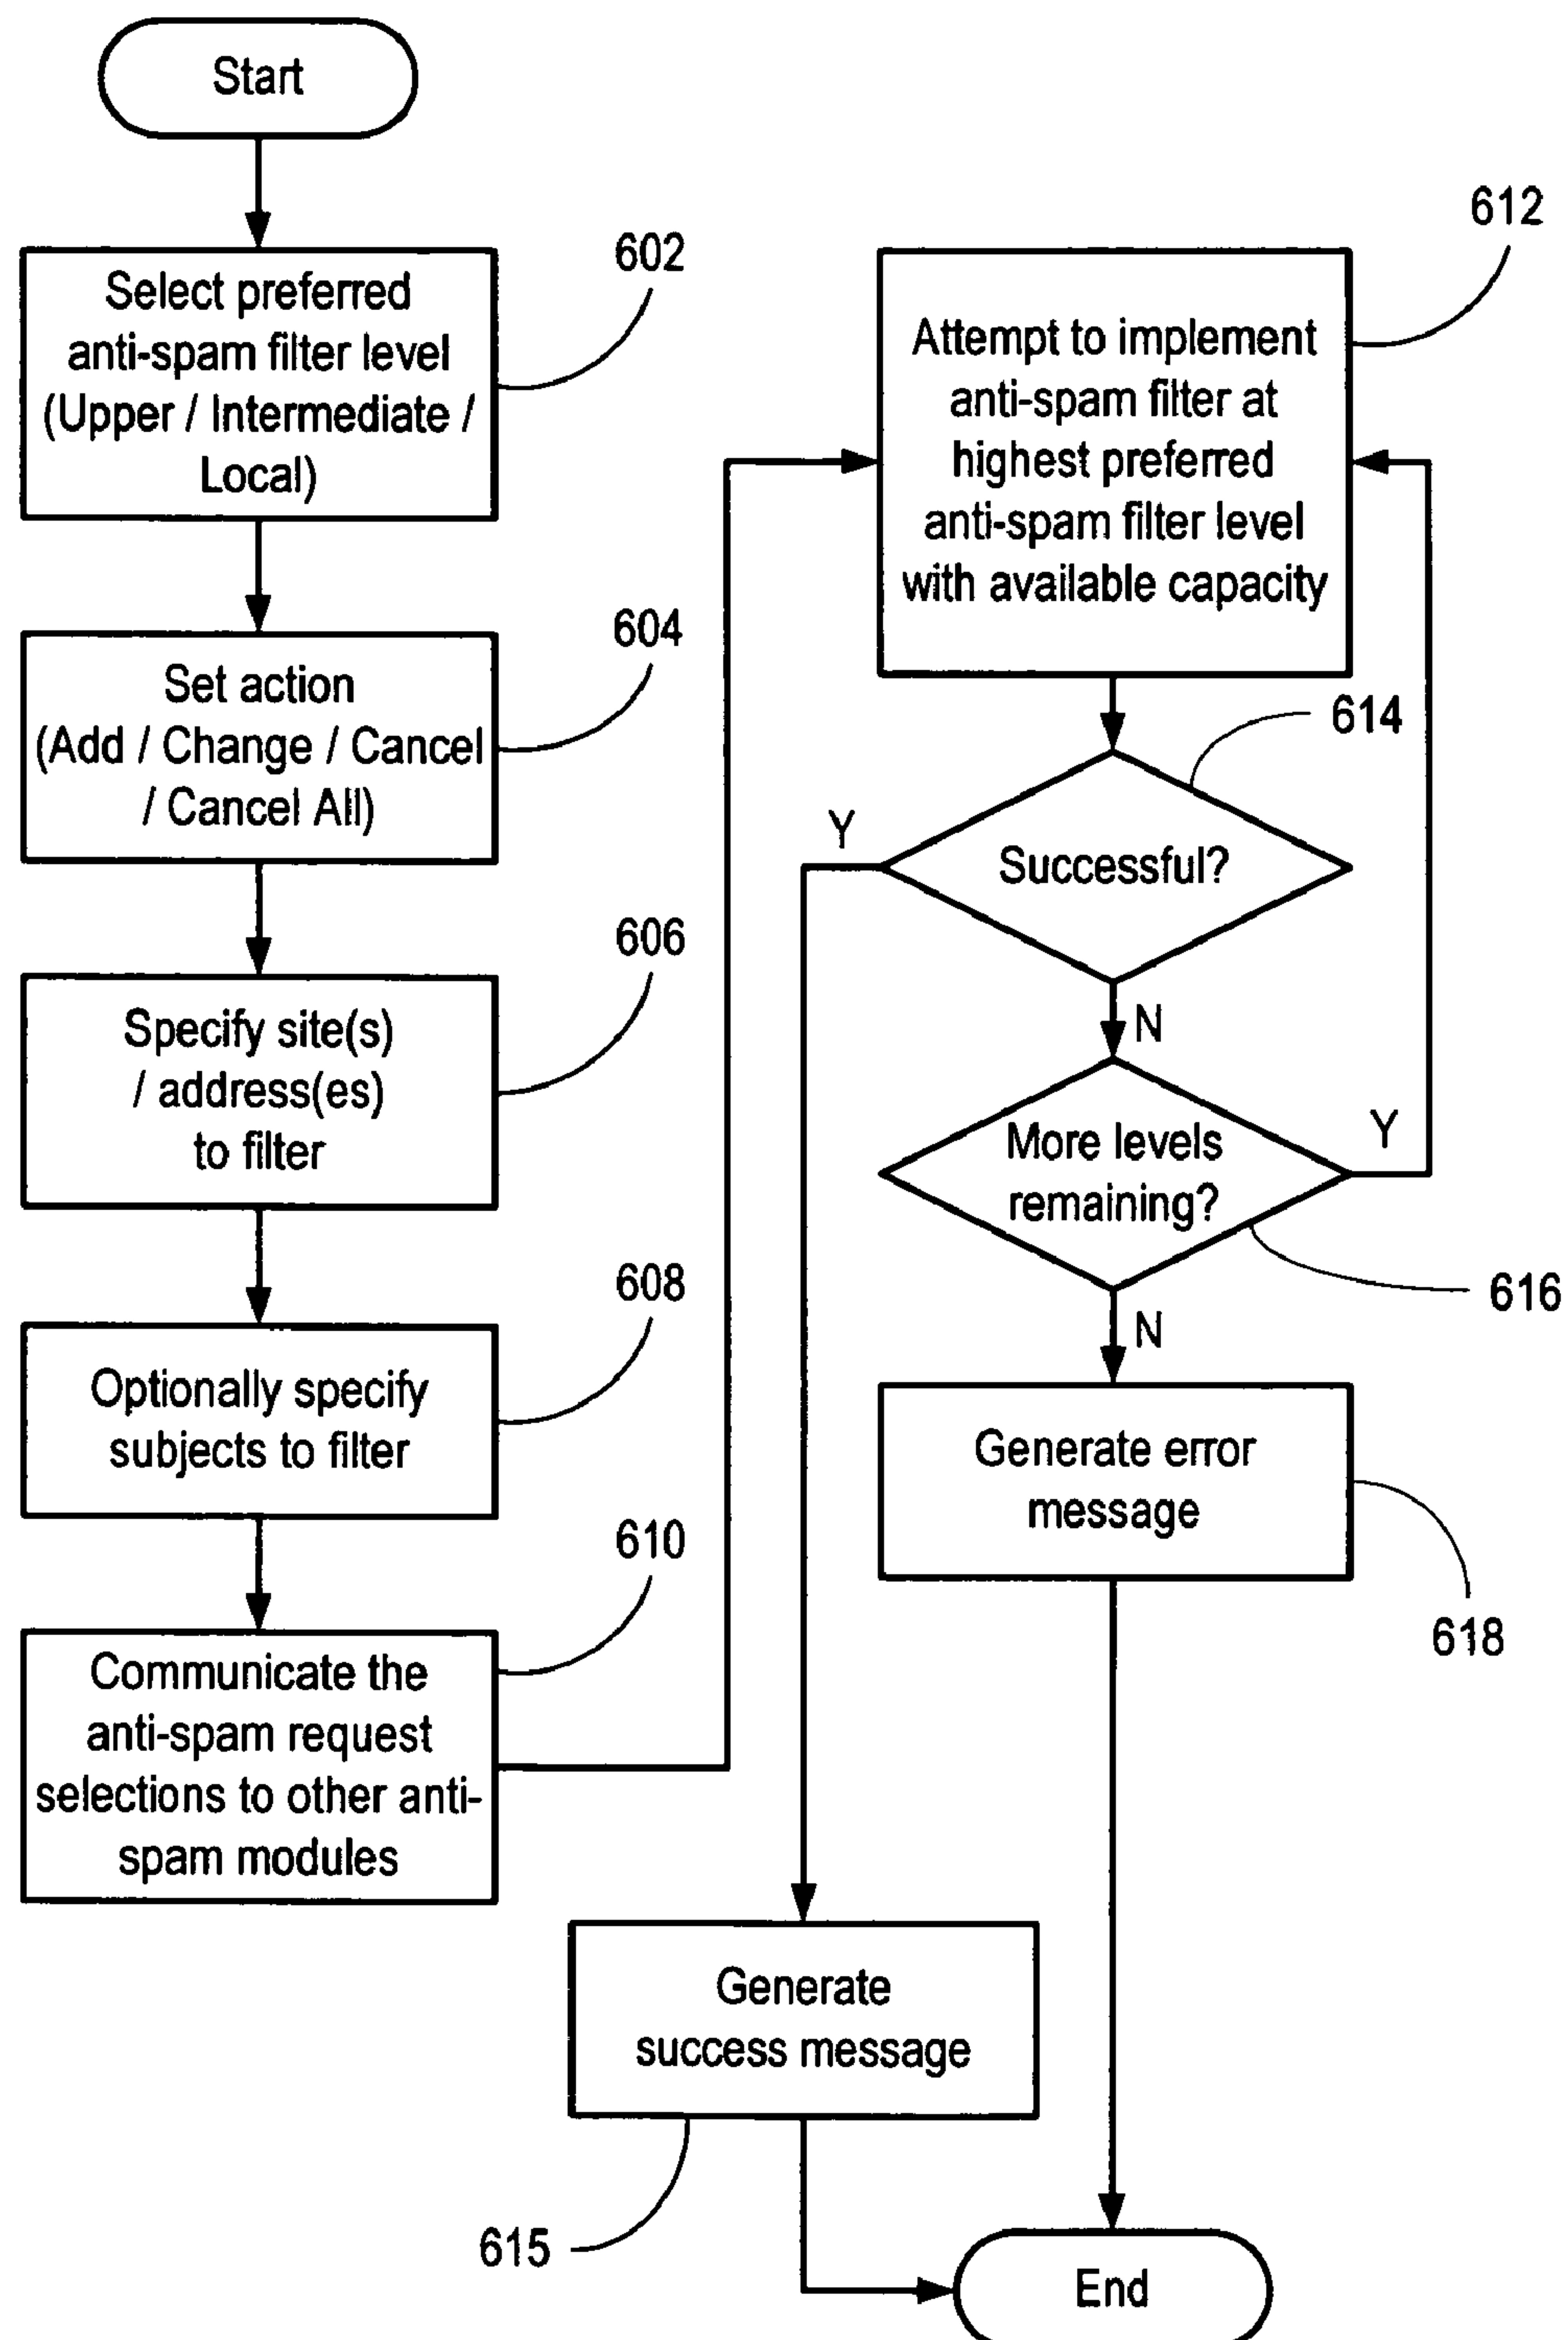 Start
602
Select preferred
anti-spam filter level
(Upper / Intermediate /
Local)
604
Set action
(Add / Change / Cancel
/ Cancel All)
606
Specify site(s)
/ address(es)
to filter
608
Optionally specify
subjects to filter
610
Communicate the
anti-spam request
selections to other anti-
spam modules
612
Attempt to implement
anti-spam filter at
highest preferred
anti-spam filter level
with available capacity
614
Successful?
Y
N
More levels
remaining?
Y
616
N
Generate error
message
618
Generate
success message
615
End